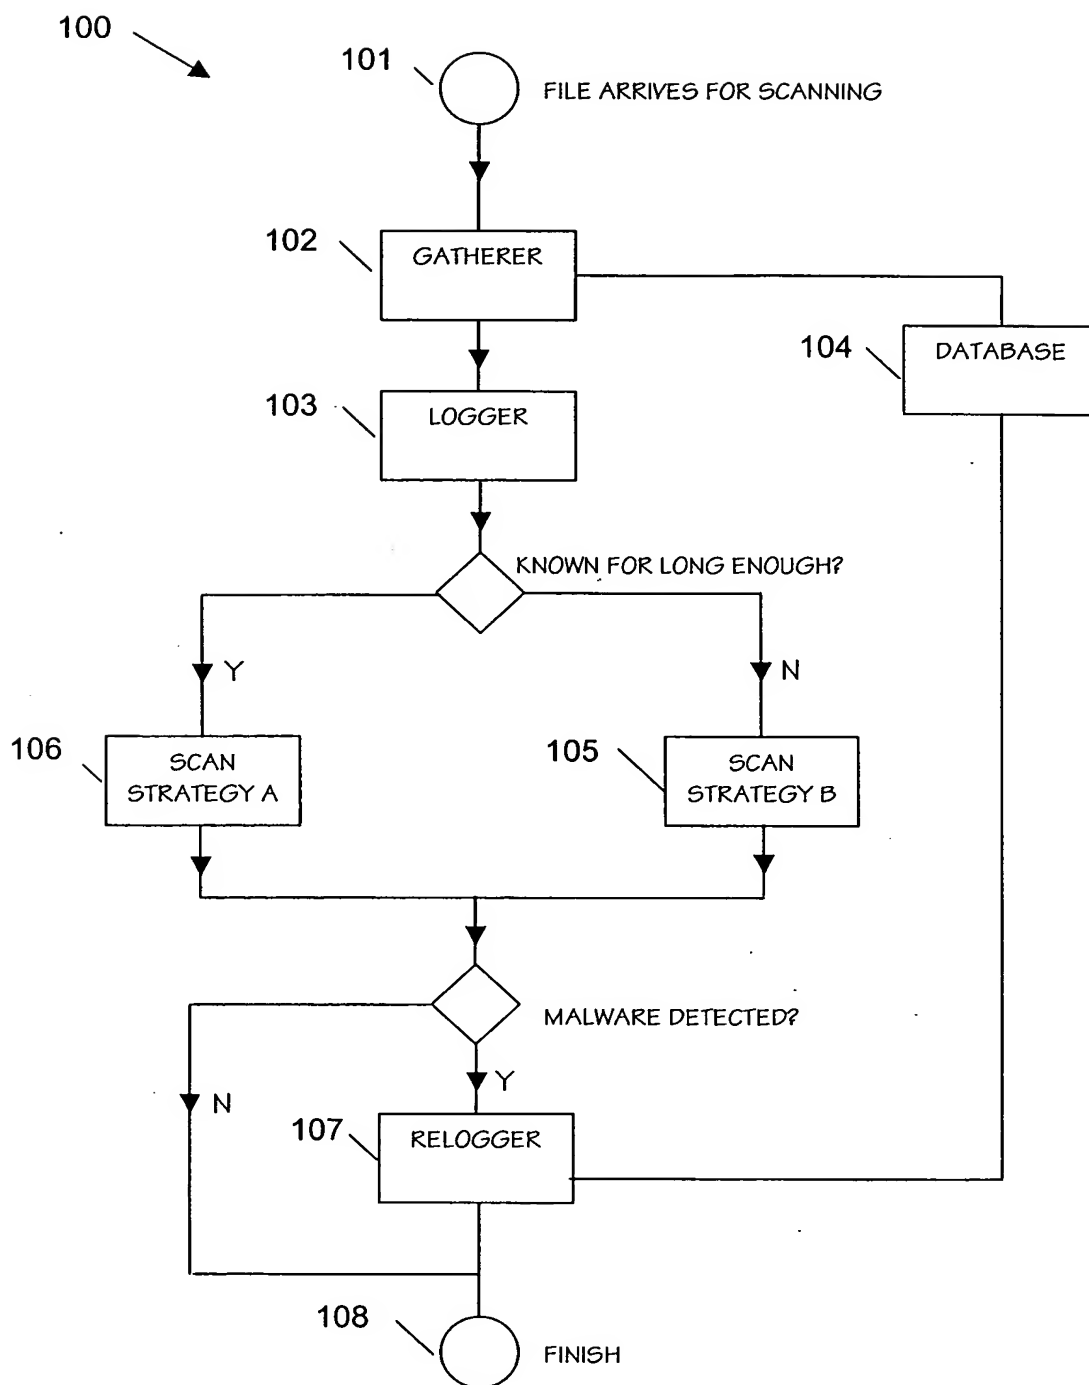 100
101
FILE ARRIVES FOR SCANNING
102
GATHERER
104
DATABASE
103
LOGGER
KNOWN FOR LONG ENOUGH?
Y
N
106
SCAN
STRATEGY A
105
SCAN
STRATEGY B
MALWARE DETECTED?
Y
N
107
RELOGGER
108
FINISH